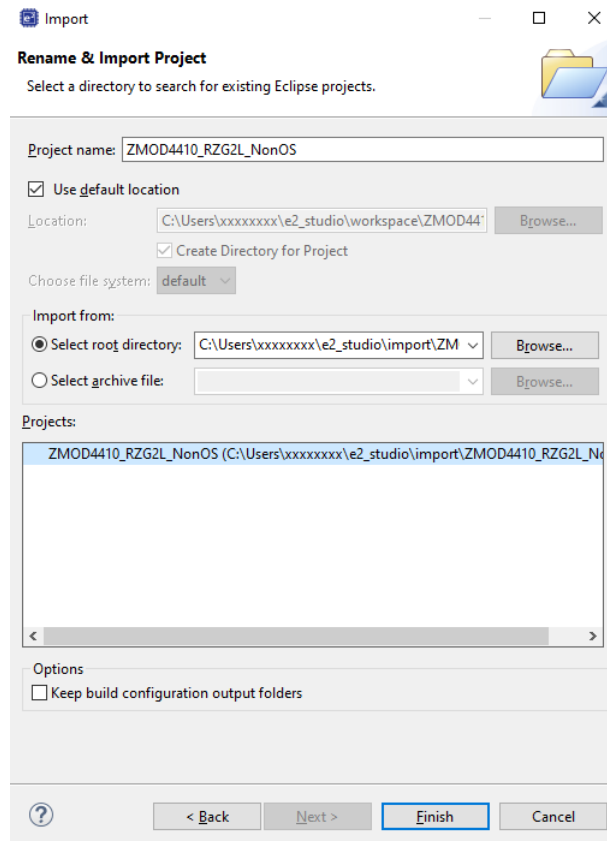 Import
Rename & Import Project
Select a directory to search for existing Eclipse projects.
Project name: ZMOD4410_RZG2L_NonOS
Use default location
Location: C:\Users\xxxxxxxx\e2_studio\workspace\ZMOD441 Browse...
Create Directory for Project
Choose file system: default
Import from:
Select root directory: C:\Users\xxxxxxxx\e2_studio\import\ZM Browse...
Select archive file: Browse...
Projects:
ZMOD4410_RZG2L_NonOS (C:\Users\xxxxxxxx\e2_studio\import\ZMOD4410_RZG2L_No
Options
Keep build configuration output folders
? < Back Next > Finish Cancel